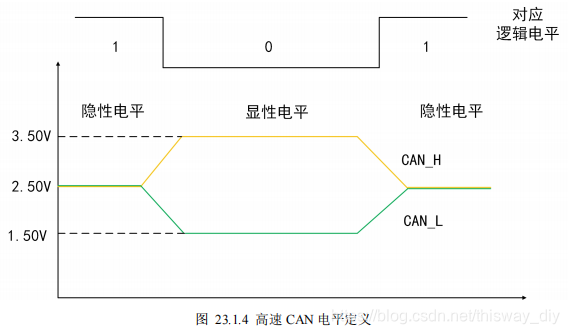 对应
逻辑电平
1 0 1
隐性电平 显性电平 隐性电平
3.50V
CAN_H
2.50V
CAN_L
1.50V
图 23.1.4 高速 CAN 电平定义
https://blog.csdn.net/thisway_diy